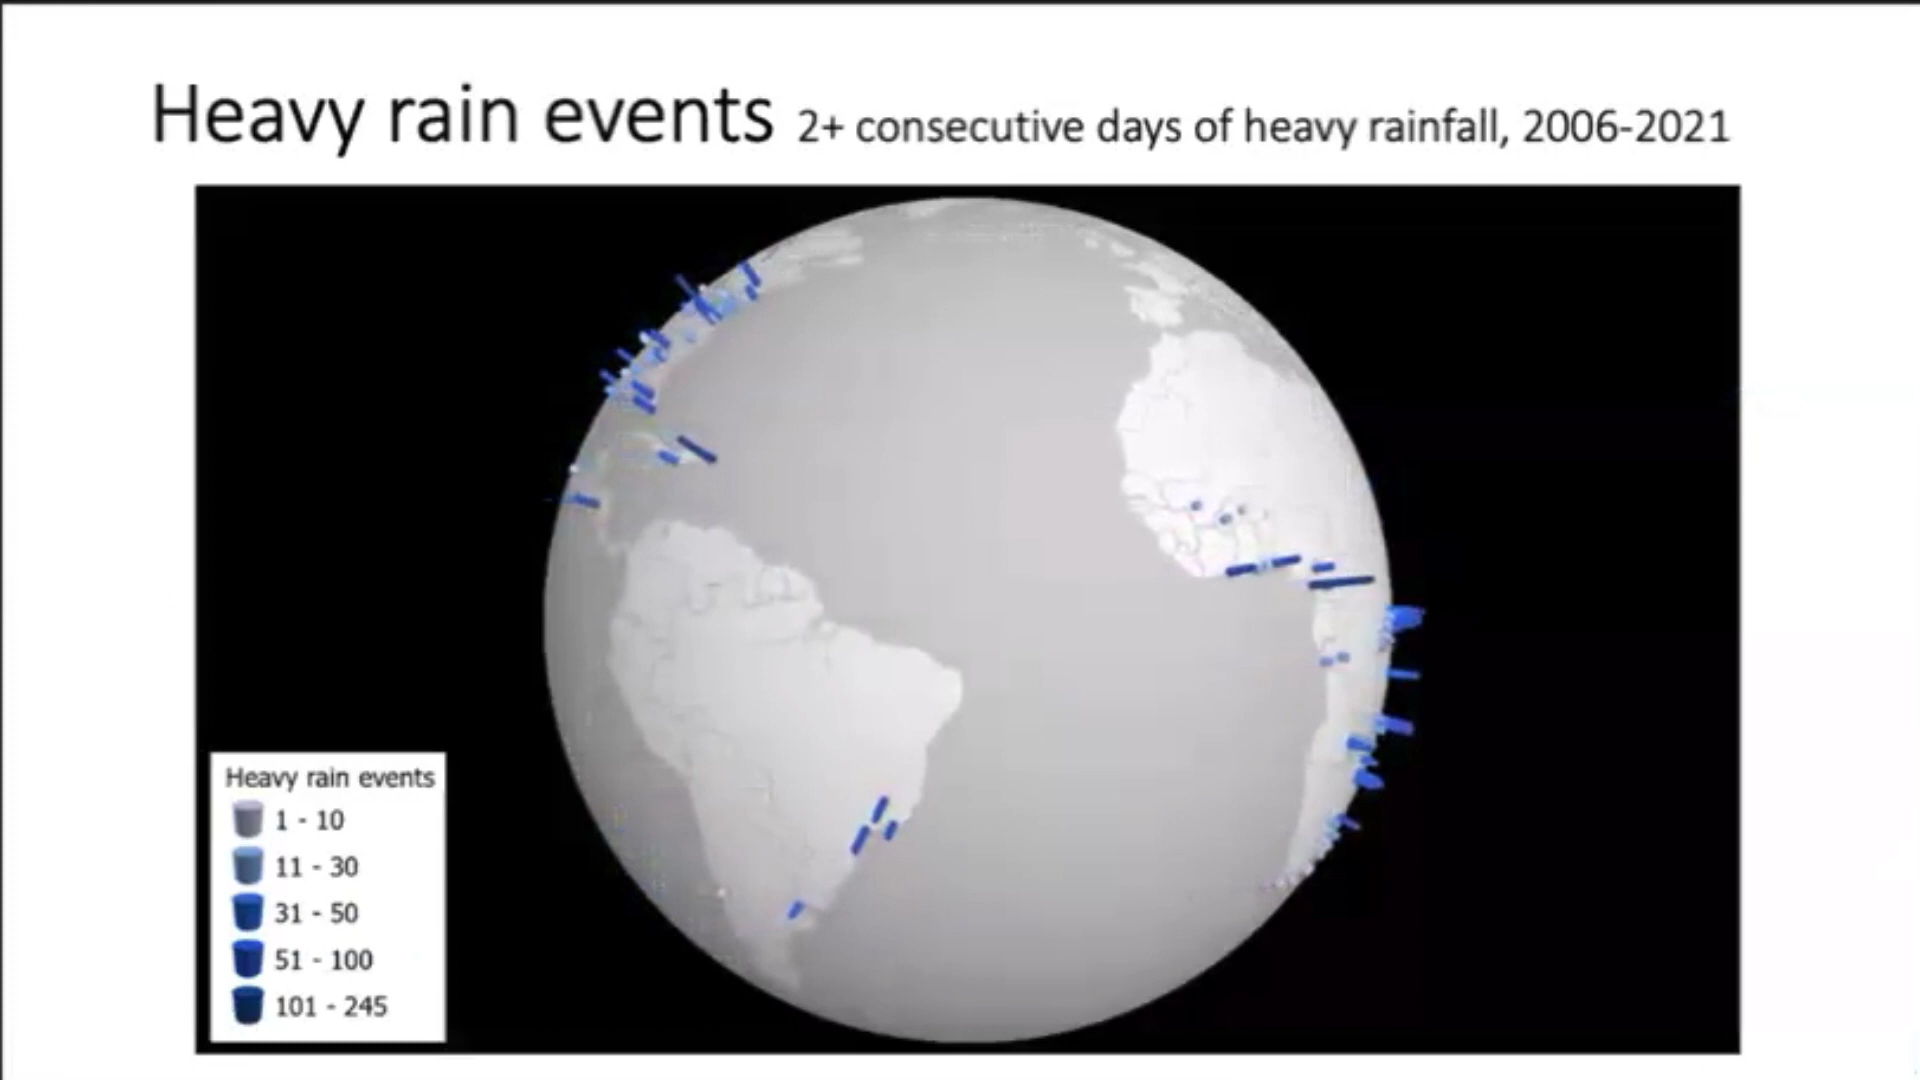 Heavy rain events 2+ consecutive days of heavy rainfall, 2006-2021
Heavy rain events
1 - 10
11 - 30
31 - 50
51 - 100
101 - 245